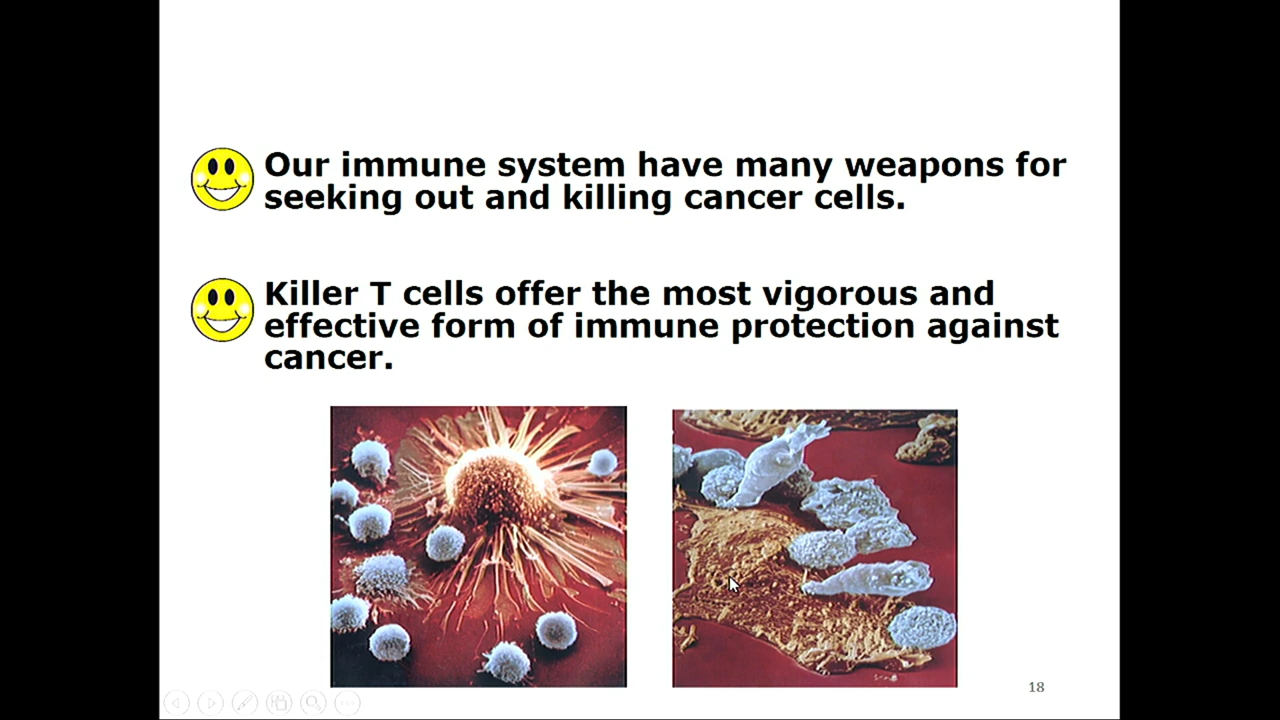 Our immune system have many weapons for
seeking out and killing cancer cells.
Killer T cells offer the most vigorous and
effective form of immune protection against
cancer.
18